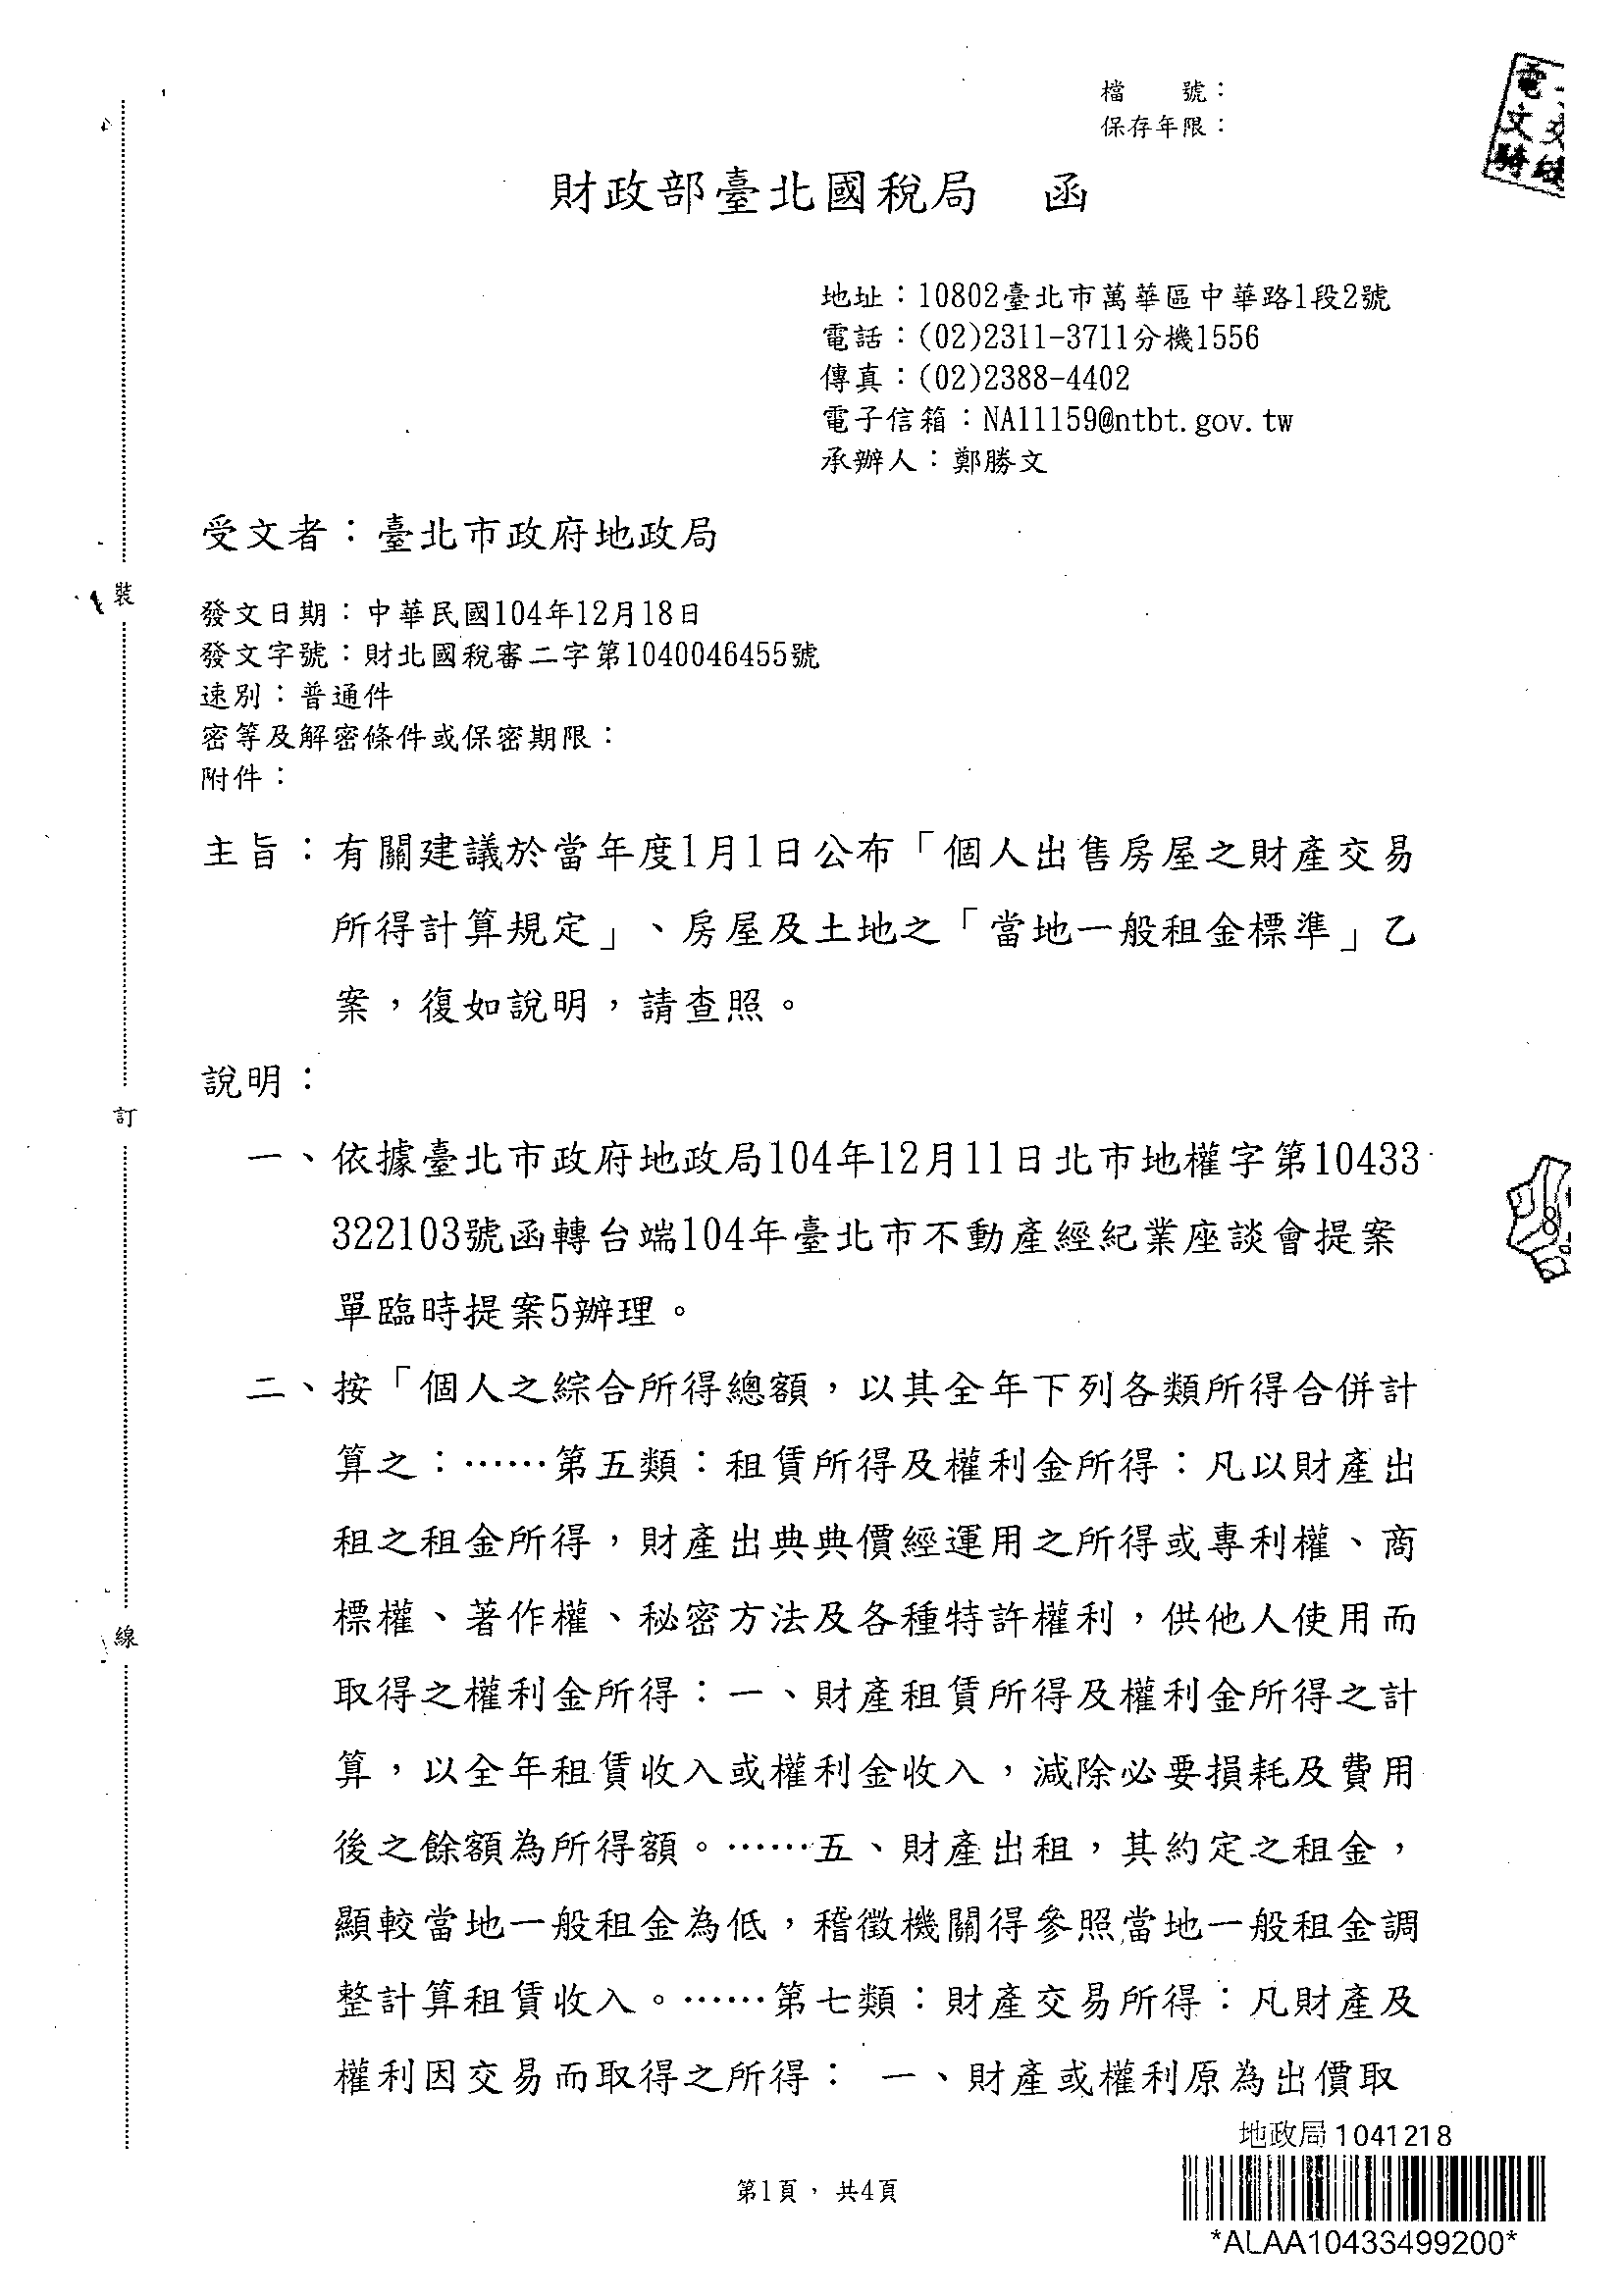 檔　　號：
保存年限：
財政部臺北國稅局　函
地址：10802臺北市萬華區中華路1段2號
電話：(02)2311-3711分機1556
傳真：(02)2388-4402
電子信箱：NA11159@ntbt.gov.tw
承辦人：鄭勝文
受文者：臺北市政府地政局
發文日期：中華民國104年12月18日
發文字號：財北國稅審二字第1040046455號
速別：普通件
密等及解密條件或保密期限：
附件：
主旨：有關建議於當年度1月1日公布「個人出售房屋之財產交易
所得計算規定」、房屋及土地之「當地一般租金標準」乙
案，復如說明，請查照。
說明：
一、依據臺北市政府地政局104年12月11日北市地權字第10433
322103號函轉台端104年臺北市不動產經紀業座談會提案
單臨時提案5辦理。
二、按「個人之綜合所得總額，以其全年下列各類所得合併計
算之：……第五類：租賃所得及權利金所得：凡以財產出
租之租金所得，財產出典典價經運用之所得或專利權、商
標權、著作權、秘密方法及各種特許權利，供他人使用而
取得之權利金所得：一、財產租賃所得及權利金所得之計
算，以全年租賃收入或權利金收入，減除必要損耗及費用
後之餘額為所得額。……五、財產出租，其約定之租金，
顯較當地一般租金為低，稽徵機關得參照當地一般租金調
整計算租賃收入。……第七類：財產交易所得：凡財產及
權利因交易而取得之所得：　一、財產或權利原為出價取
裝
訂
線
地政局1041218
第1頁，共4頁
*ALAA10433499200*
電
文
騎